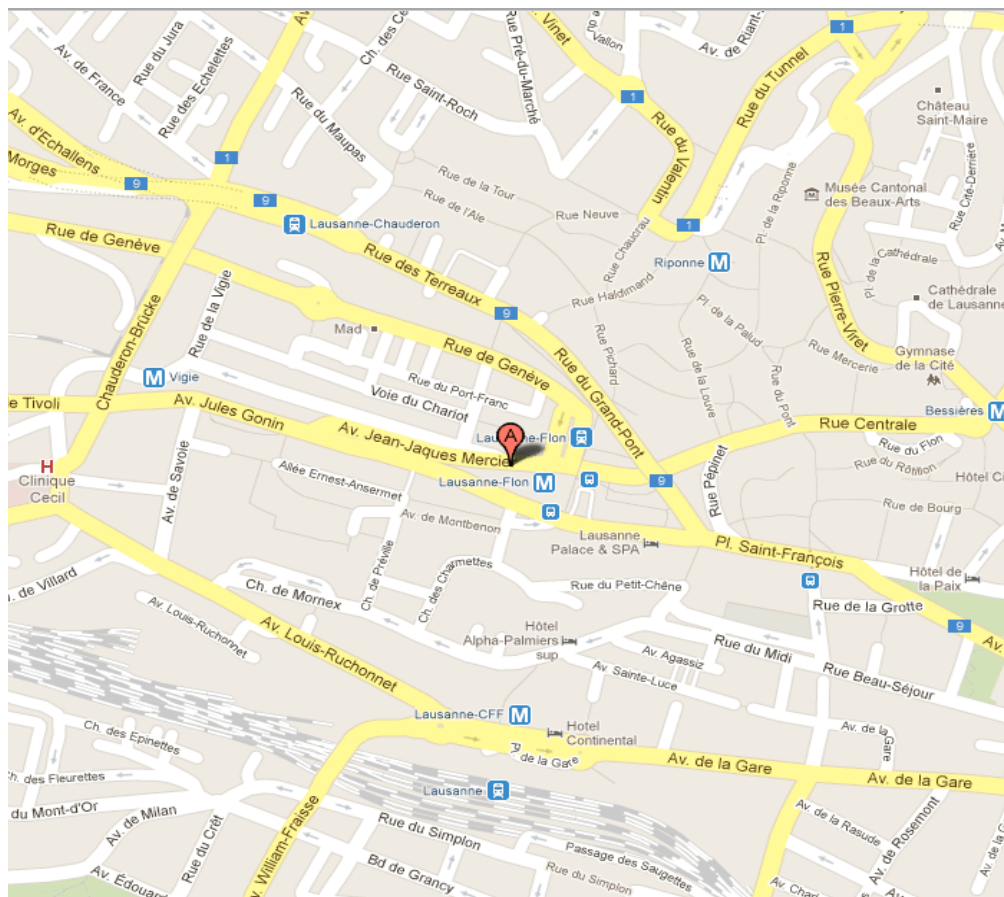 Av. Vinet
Vallon
Av. de Riant-
Rue du Jura
Av. de France
Rue des Echelettes
Ch. des Ce
Rue Pré-du-Marché
Rue Saint-Roch
Rue du Maupas
Rue du Tunnel
1
Château
Saint-Maire
Av. d'Echallens
Morges
9
1
9
Rue du Valentin
Rue de la Tour
Rue de l'Ale
Rue Neuve
Rue Chaucrau
1
Pl. de la Riponne
Musée Cantonal
des Beaux-Arts
Rue Cité-Derrière
Lausanne-Chauderon
Rue de Genève
Rue des Terreaux
Riponne
M
Pl. de la
Cathédrale
Cathédrale
de Lausanne
Rue Haldimand
Rue Pierre-Viret
Chauderon-Brücke
Rue de la Vigie
Mad
9
Pl. de la Palud
Rue Mercerie
Gymnase
de la Cité
Rue de Genève
Rue du Grand-Pont
Rue Pichard
Rue de la Louve
Rue du Pont
M
Vigie
Rue du Port-Franc
Voie du Chariot
Bessières
M
e Tivoli
Av. Jules Gonin
Av. Jean-Jaques Mercier
A
Lausanne-Flon
Rue Centrale
Rue du Flon
Rue du Rôtillon
H
Clinique
Cecil
Av. de Savoie
Allée Ernest-Ansermet
Lausanne-Flon
M
9
Rue Pépinet
Hôtel Ci
Av. de Montbenon
Rue de Bourg
Lausanne
Palace & SPA
Pl. Saint-François
Ch. de Préville
Ch. des Charmettes
Rue du Petit-Chêne
Hôtel de
la Paix
. de Villard
Ch. de Mornex
Av. Louis-Ruchonnet
Av. Louis-Ruchonnet
Rue de la Grotte
9
Av.
Hôtel
Alpha-Palmiers
sup
Rue du Midi
Av. Agassiz
Av. Sainte-Luce
Rue Beau-Séjour
Lausanne-CFF
M
Hotel
Continental
Av. de la
Gare
Ch. des Epinettes
Pl. de la Gare
Av. de la Gare
Av. de la Gare
Ch. des Fleurettes
Lausanne
du Mont-d'Or
Av. de Milan
Rue du Crêt
Av. William-Fraisse
Rue du Simplon
Av. de la Rasude
Av. de Rosemont
Av. de la G
Bd de Grancy
Passage des Saugettes
Rue du Simplon
Av. Édouar
Av. Char